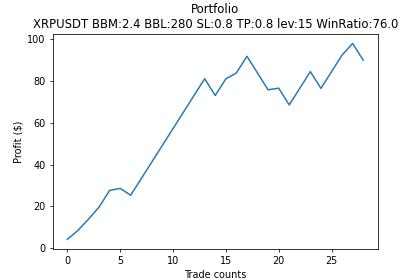 Portfolio
XRPUSDT BBM:2.4 BBL:280 SL:0.8 TP:0.8 lev:15 WinRatio:76.0
100
80
60
40
20
0
Profit ($)
0 5 10 15 20 25
Trade counts